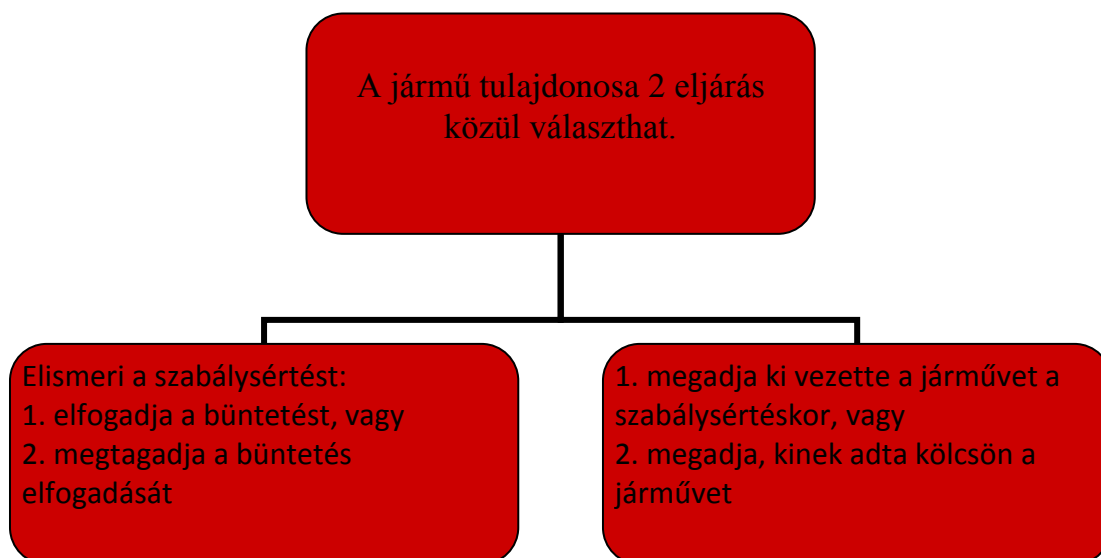 A jármű tulajdonosa 2 eljárás
közül választhat.
Elismeri a szabálysértést:
1. elfogadja a büntetést, vagy
2. megtagadja a büntetés
elfogadását
1. megadja ki vezette a járművet a
szabálysértéskor, vagy
2. megadja, kinek adta kölcsön a
járművet